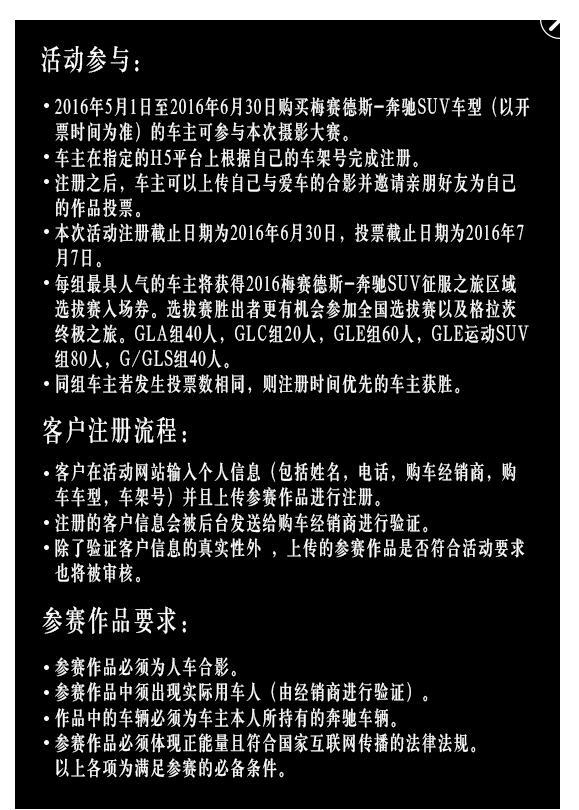 活动参与：
•2016年5月1日至2016年6月30日购买梅赛德斯-奔驰SUV车型（以开
票时间为准）的车主可参与本次摄影大赛。
•车主在指定的H5平台上根据自己的车架号完成注册。
•注册之后，车主可以上传自己与爱车的合影并邀请亲朋好友为自己
的作品投票。
•本次活动注册截止日期为2016年6月30日，投票截止日期为2016年7
月7日。
•每组最具人气的车主将获得2016梅赛德斯-奔驰SUV征服之旅区域
选拔赛入场券。选拔赛胜出者更有机会参加全国选拔赛以及格拉茨
终极之旅。GLA组40人，GLC组20人，GLE组60人，GLE运动SUV
组80人，G/GLS组40人。
•同组车主若发生投票数相同，则注册时间优先的车主获胜。
客户注册流程：
•客户在活动网站输入个人信息（包括姓名，电话，购车经销商，购
车车型，车架号）并且上传参赛作品进行注册。
•注册的客户信息会被后台发送给购车经销商进行验证。
•除了验证客户信息的真实性外 ，上传的参赛作品是否符合活动要求
也将被审核。
参赛作品要求：
•参赛作品必须为人车合影。
•参赛作品中须出现实际用车人（由经销商进行验证）。
•作品中的车辆必须为车主本人所持有的奔驰车辆。
•参赛作品必须体现正能量且符合国家互联网传播的法律法规。
以上各项为满足参赛的必备条件。